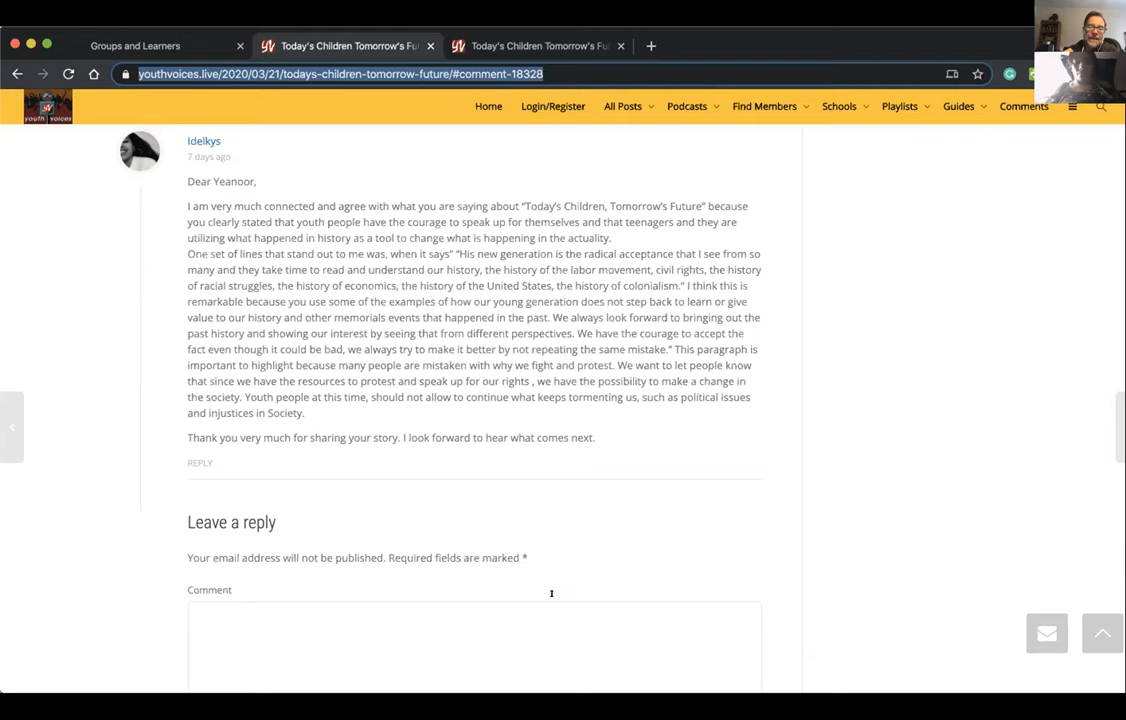 Groups and Learners
Today's Children Tomorrow's Fu
Today's Children Tomorrow's Fu
youthvoices.live/2020/03/21/todays-children-tomorrow-future/#comment-18328
youth voices
Home Login/Register All Posts Podcasts Find Members Schools Playlists Guides Comments
Idelkys
7 days ago
Dear Yeanoor,
I am very much connected and agree with what you are saying about “Today's Children, Tomorrow's Future” because
you clearly stated that youth people have the courage to speak up for themselves and that teenagers and they are
utilizing what happened in history as a tool to change what is happening in the actuality.
One set of lines that stand out to me was, when it says“ “His new generation is the radical acceptance that I see from so
many and they take time to read and understand our history, the history of the labor movement, civil rights, the history
of racial struggles, the history of economics, the history of the United States, the history of colonialism.” I think this is
remarkable because you use some of the examples of how our young generation does not step back to learn or give
value to our history and other memorials events that happened in the past. We always look forward to bringing out the
past history and showing our interest by seeing that from different perspectives. We have the courage to accept the
fact even though it could be bad, we always try to make it better by not repeating the same mistake.” This paragraph is
important to highlight because many people are mistaken with why we fight and protest. We want to let people know
that since we have the resources to protest and speak up for our rights , we have the possibility to make a change in
the society. Youth people at this time, should not allow to continue what keeps tormenting us, such as political issues
and injustices in Society.
Thank you very much for sharing your story. I look forward to hear what comes next.
REPLY
Leave a reply
Your email address will not be published. Required fields are marked *
Comment